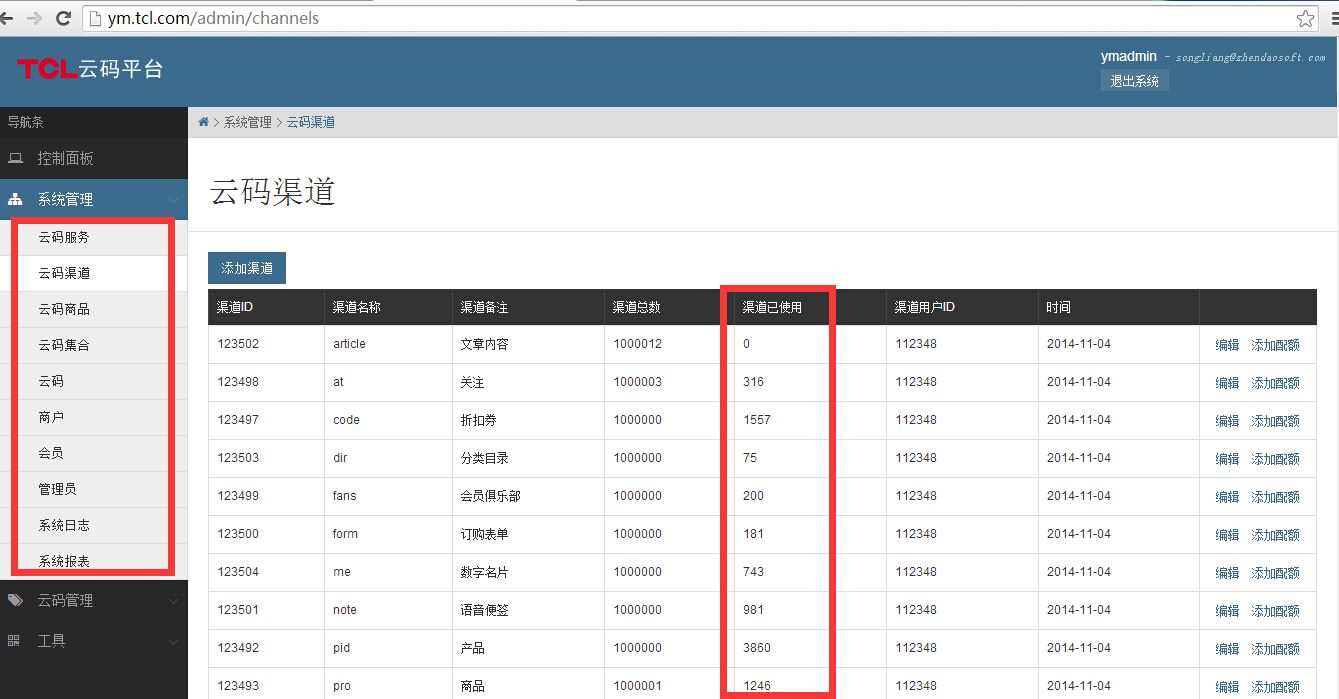 ym.tcl.com/admin/channels
TCL云码平台
ymadmin - songliang@zhendaosoft.com
退出系统
导航条
控制面板
系统管理
云码服务
云码渠道
云码商品
云码集合
云码
商户
会员
管理员
系统日志
系统报表
云码管理
工具
> 系统管理 > 云码渠道
云码渠道
添加渠道
渠道ID 渠道名称 渠道备注 渠道总数 渠道已使用 渠道用户ID 时间
123502 article 文章内容 1000012 0 112348 2014-11-04 编辑 添加配额
123498 at 关注 1000003 316 112348 2014-11-04 编辑 添加配额
123497 code 折扣券 1000000 1557 112348 2014-11-04 编辑 添加配额
123503 dir 分类目录 1000000 75 112348 2014-11-04 编辑 添加配额
123499 fans 会员俱乐部 1000000 200 112348 2014-11-04 编辑 添加配额
123500 form 订购表单 1000000 181 112348 2014-11-04 编辑 添加配额
123504 me 数字名片 1000000 743 112348 2014-11-04 编辑 添加配额
123501 note 语音便签 1000000 981 112348 2014-11-04 编辑 添加配额
123492 pid 产品 1000000 3860 112348 2014-11-04 编辑 添加配额
123493 pro 商品 1000001 1246 112348 2014-11-04 编辑 添加配额